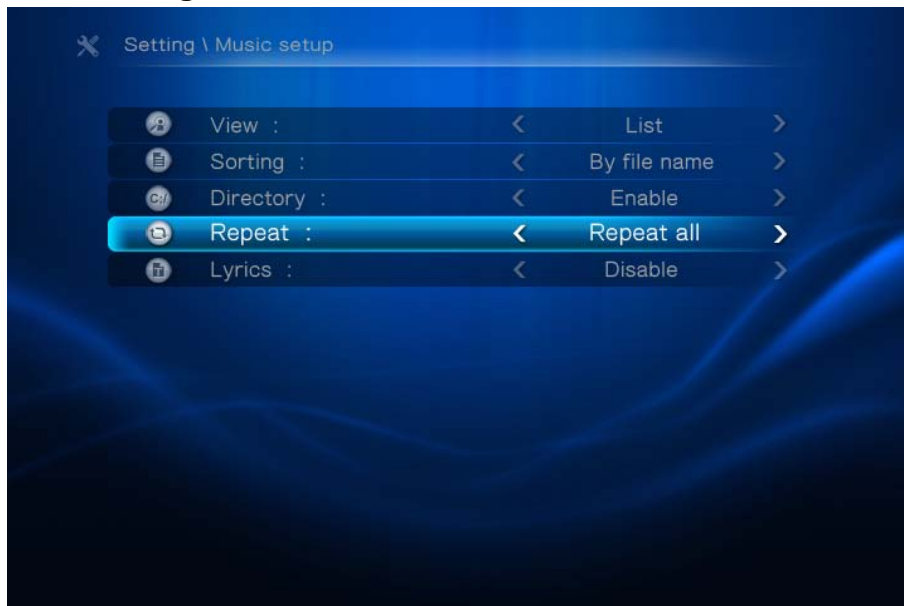 Setting \ Music setup
View : < List >
Sorting : < By file name >
C:/ Directory : < Enable >
Repeat : < Repeat all >
Lyrics : < Disable >